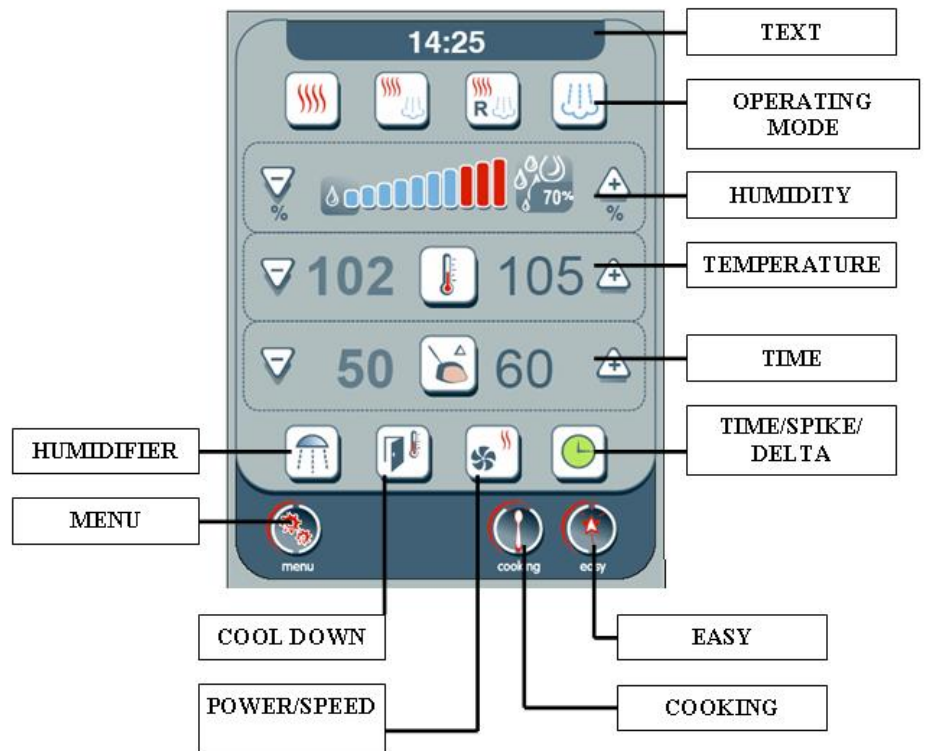 TEXT
14:25
OPERATING
MODE
R
HUMIDITY
70%
%
%
TEMPERATURE
102
105
TIME
50
60
TIME/SPIKE/
DELTA
HUMIDIFIER
MENU
menu
cooking
easy
COOL DOWN
EASY
POWER/SPEED
COOKING